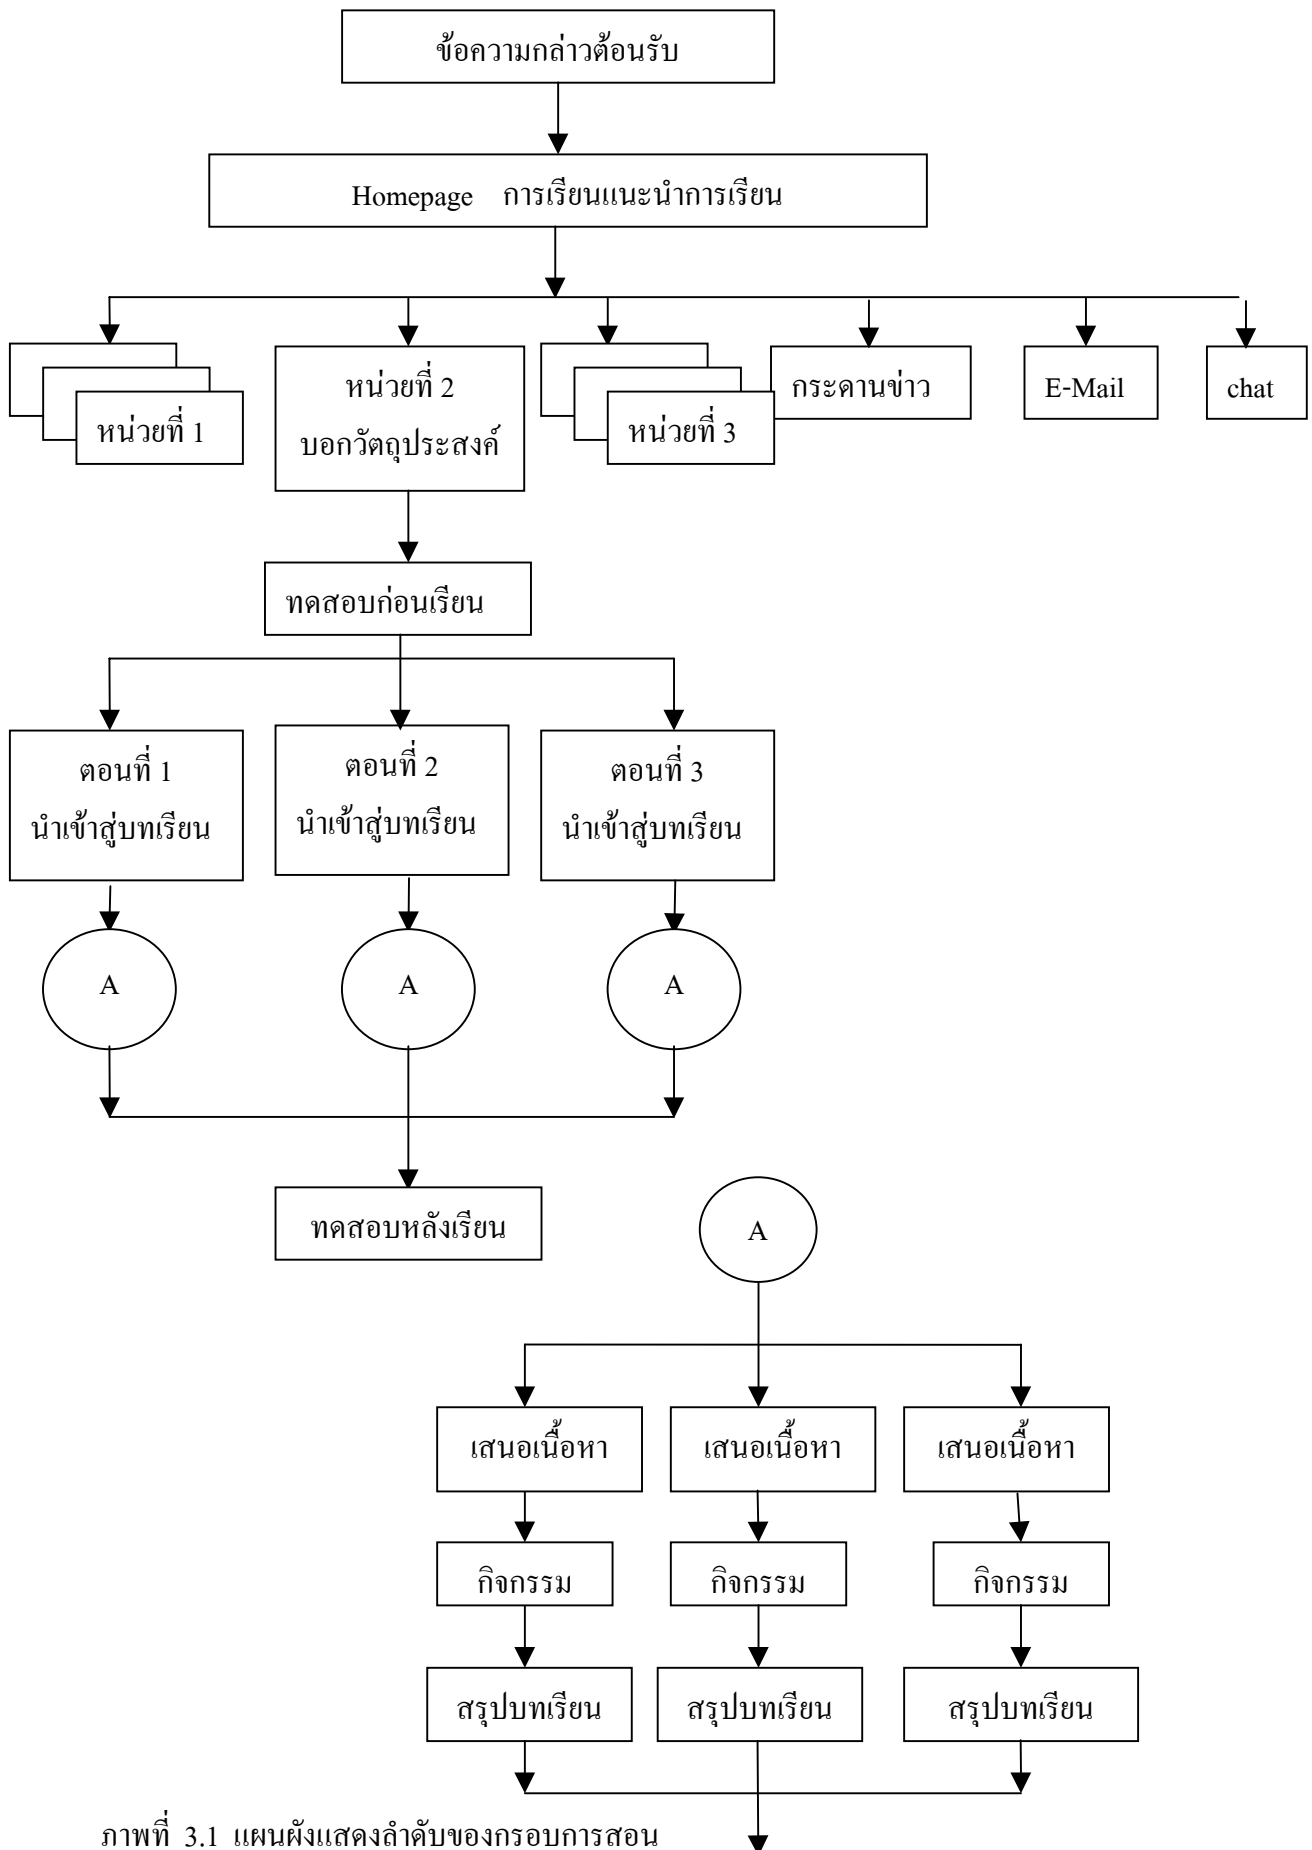 ข้อความกล่าวต้อนรับ
Homepage การเรียนแนะนำการเรียน
หน่วยที่ 1
หน่วยที่ 2
บอกวัตถุประสงค์
หน่วยที่ 3
กระดานข่าว
E-Mail
chat
ทดสอบก่อนเรียน
ตอนที่ 1
นำเข้าสู่บทเรียน
ตอนที่ 2
นำเข้าสู่บทเรียน
ตอนที่ 3
นำเข้าสู่บทเรียน
A
A
A
ทดสอบหลังเรียน
A
เสนอเนื้อหา
เสนอเนื้อหา
เสนอเนื้อหา
กิจกรรม
กิจกรรม
กิจกรรม
สรุปบทเรียน
สรุปบทเรียน
สรุปบทเรียน
ภาพที่ 3.1 แผนผังแสดงลำดับของกรอบการสอน